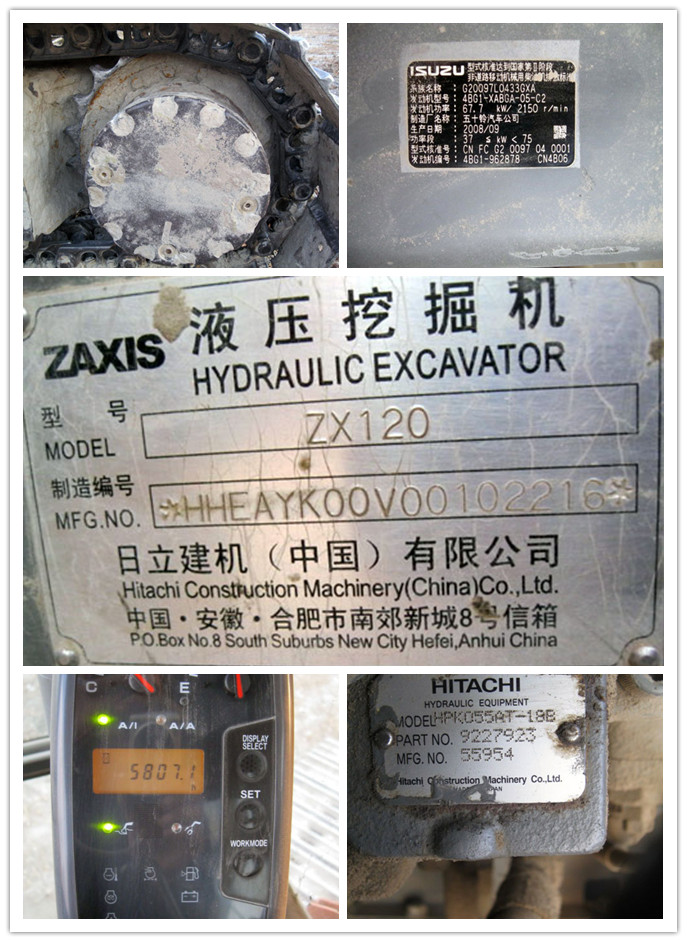 ISUZU 型式核准达到国家第Ⅱ阶段
非道路移动机械用柴油机排放标准
系族名称: G20097L0433GXA
发动机型号: 4BG1-XABGA-05-C2
发动机功率: 67.7 kW/ 2150 r/min
制造厂名称: 五十铃汽车公司
生产日期: 2008/09
功率段: 37 ≤ kW < 75
型式核准号: CN FC G2 0097 04 0001
发动机编号: 4BG1-962878 CN4B06
ZAXIS 液压挖掘机
HYDRAULIC EXCAVATOR
型号
MODEL ZX120
制造编号
MFG.NO. *HHEAYK00V00102216*
日立建机(中国)有限公司
Hitachi Construction Machinery(China)Co.,Ltd.
中国·安徽·合肥市南郊新城8号信箱
P.O.Box No.8 South Suburbs New City Hefei,Anhui China
C E
A/I A/A
DISPLAY
SELECT
5807.1
SET
WORKMODE
HITACHI
HYDRAULIC EQUIPMENT
MODEL HPK055AT-18B
PART NO. 9227923
MFG. NO. 55954
Hitachi Construction Machinery Co.,Ltd.